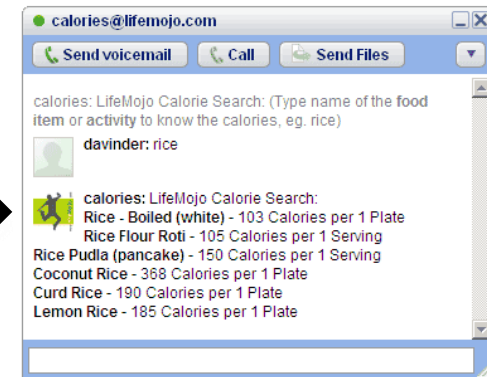 calories@lifemojo.com
Send voicemail Call Send Files
calories: LifeMojo Calorie Search: (Type name of the food
item or activity to know the calories, eg. rice)
davinder: rice
calories: LifeMojo Calorie Search:
Rice - Boiled (white) - 103 Calories per 1 Plate
Rice Flour Roti - 105 Calories per 1 Serving
Rice Pudla (pancake) - 150 Calories per 1 Serving
Coconut Rice - 368 Calories per 1 Plate
Curd Rice - 190 Calories per 1 Plate
Lemon Rice - 185 Calories per 1 Plate